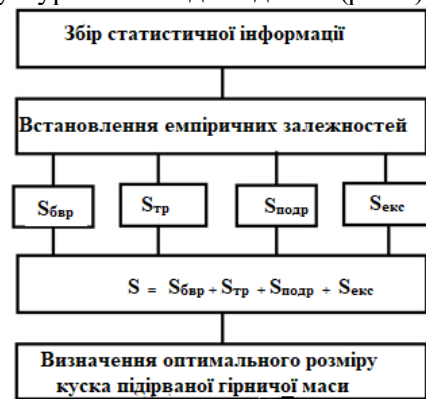 Збір статистичної інформації
Встановлення емпіричних залежностей
Sбвр Sтр Sподр Sекс
S = Sбвр + Sтр + Sподр + Sекс
Визначення оптимального розміру
куска підірваної гірничої маси